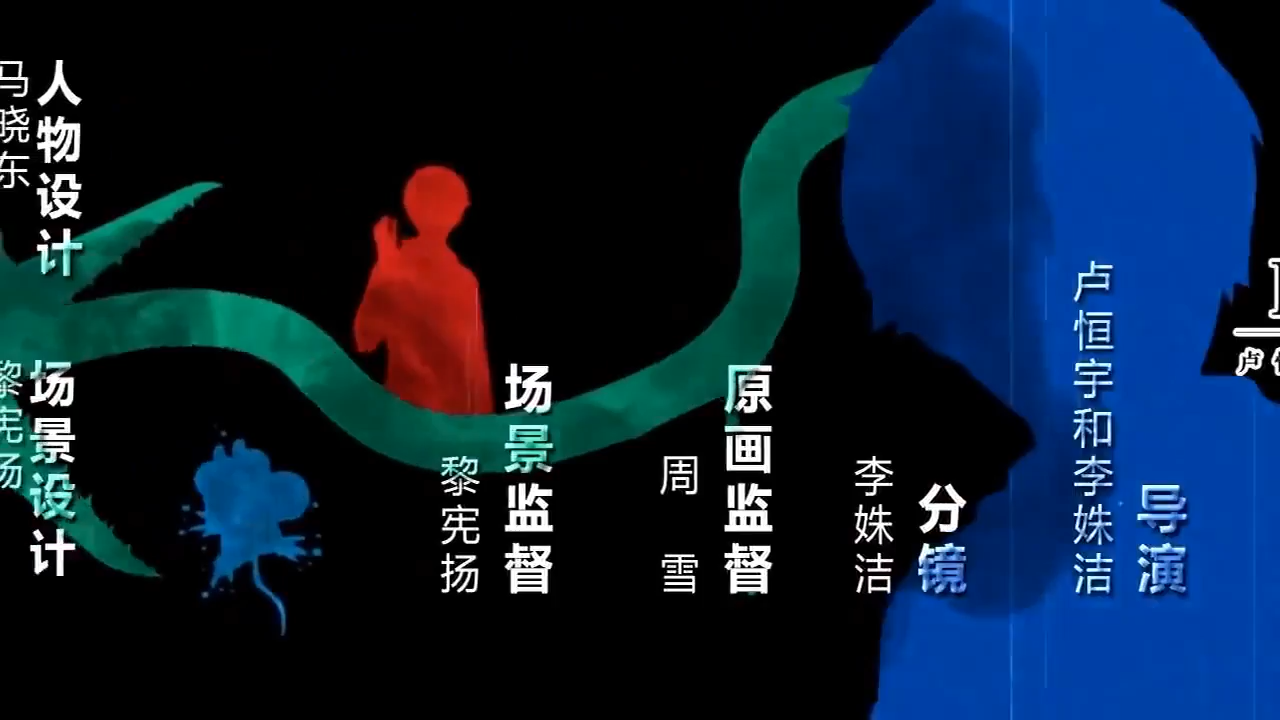 人物设计
马晓东
场景设计
黎宪扬
场景监督
黎宪扬
原画监督
周 雪
分镜
李姝洁
导演
卢恒宇和李姝洁
卢